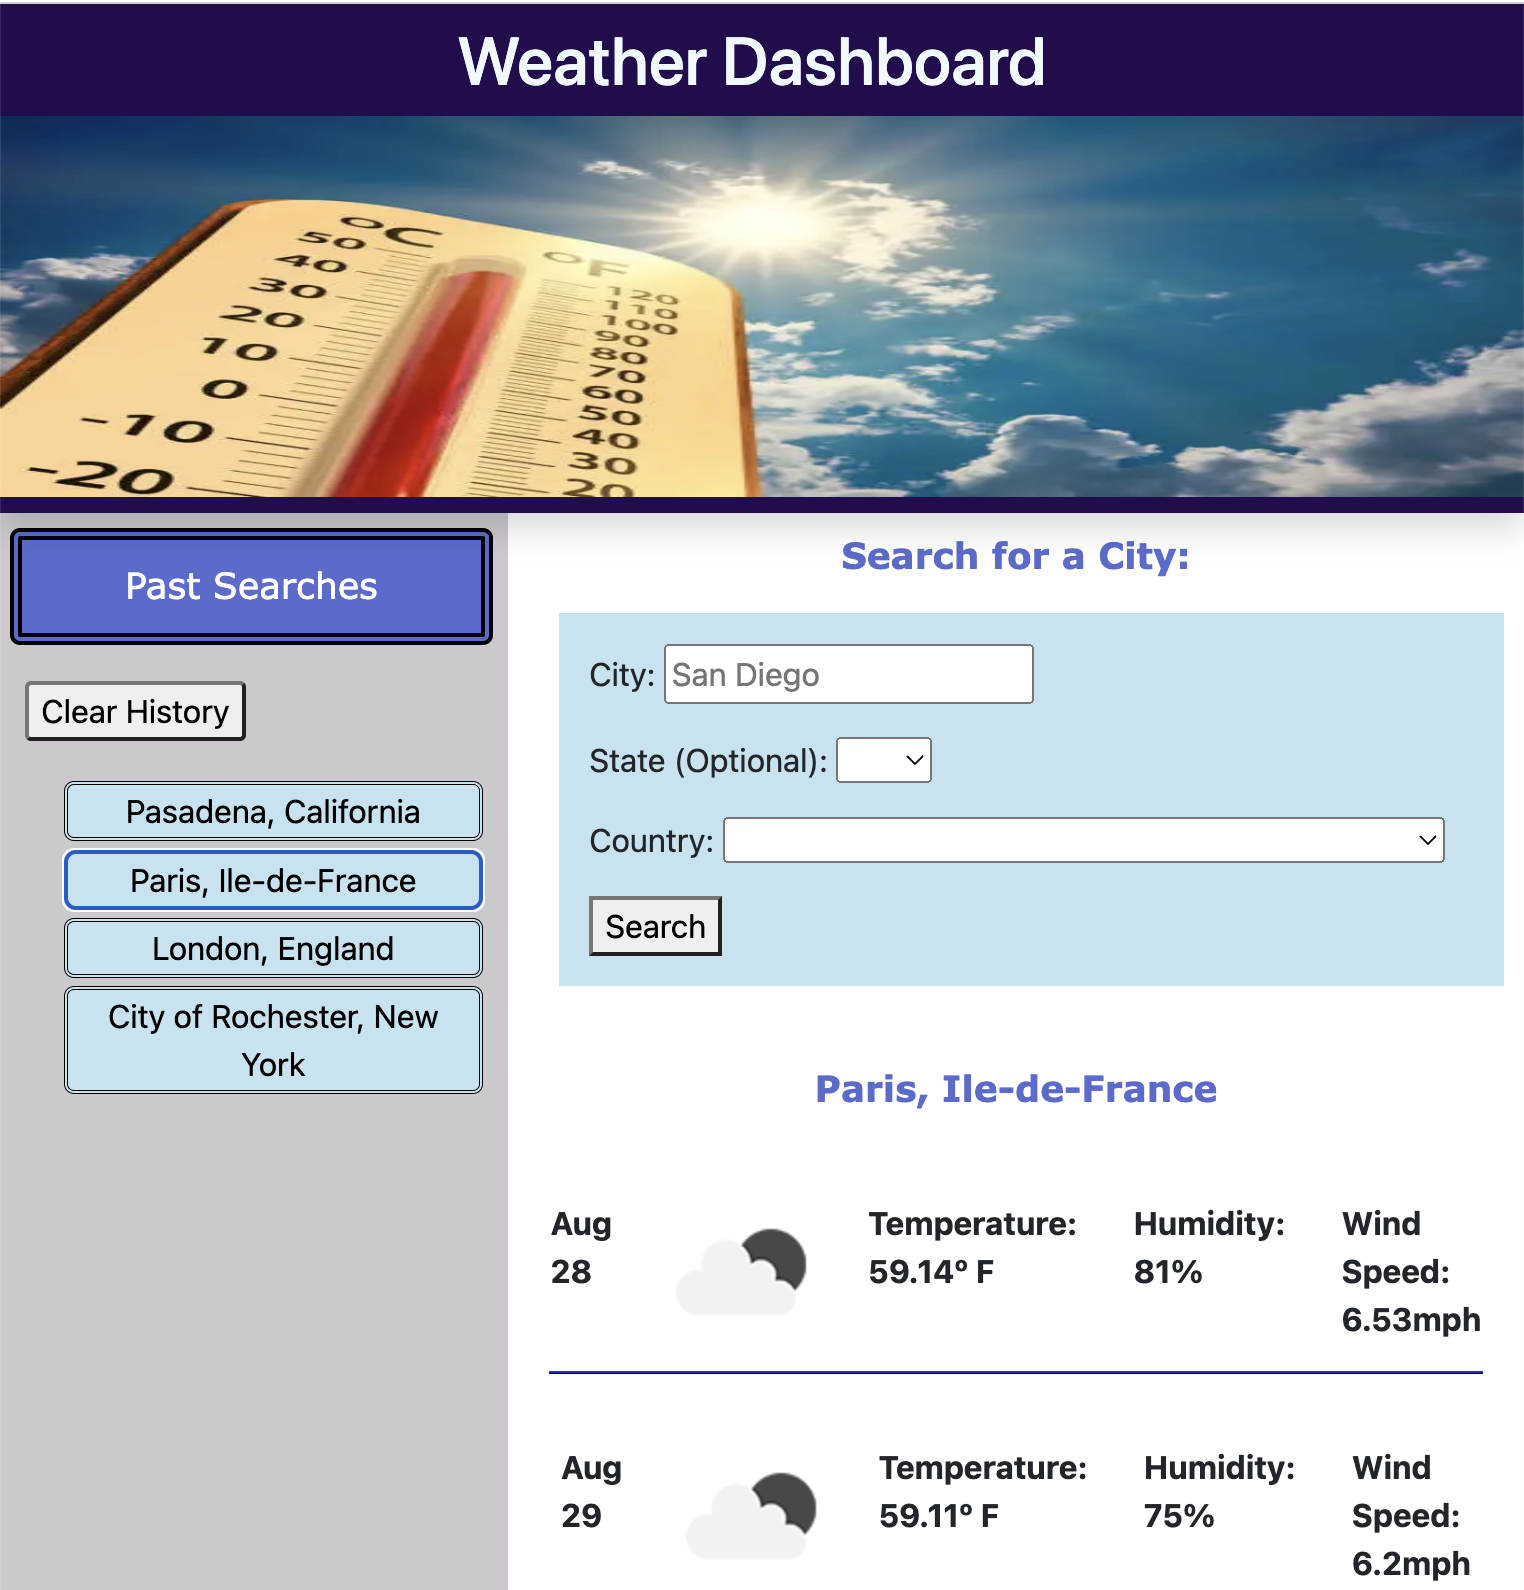 Weather Dashboard
°C
50
40
30
20
10
0
-10
-20
°F
120
110
100
90
80
70
60
50
40
30
20
Past Searches
Clear History
Pasadena, California
Paris, Ile-de-France
London, England
City of Rochester, New
York
Search for a City:
City: San Diego
State (Optional):
Country:
Search
Paris, Ile-de-France
Aug
28
Temperature:
59.14º F
Humidity:
81%
Wind
Speed:
6.53mph
Aug
29
Temperature:
59.11º F
Humidity:
75%
Wind
Speed:
6.2mph